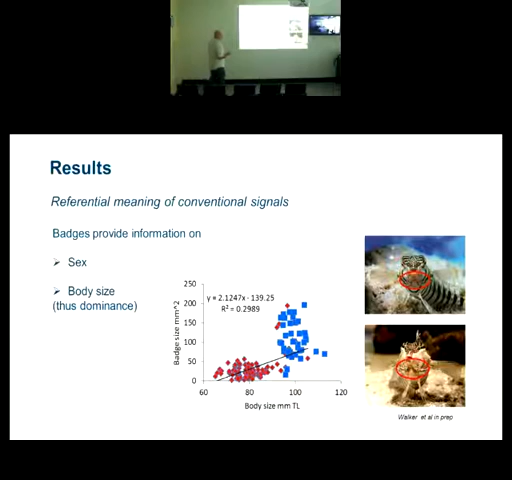 Results
Referential meaning of conventional signals
Badges provide information on
➢ Sex
➢ Body size
(thus dominance)
250
200
150
100
50
0
60
80
100
120
y = 2.1247x - 139.25
R² = 0.2989
Badge size mm^2
Body size mm TL
Walker et al in prep